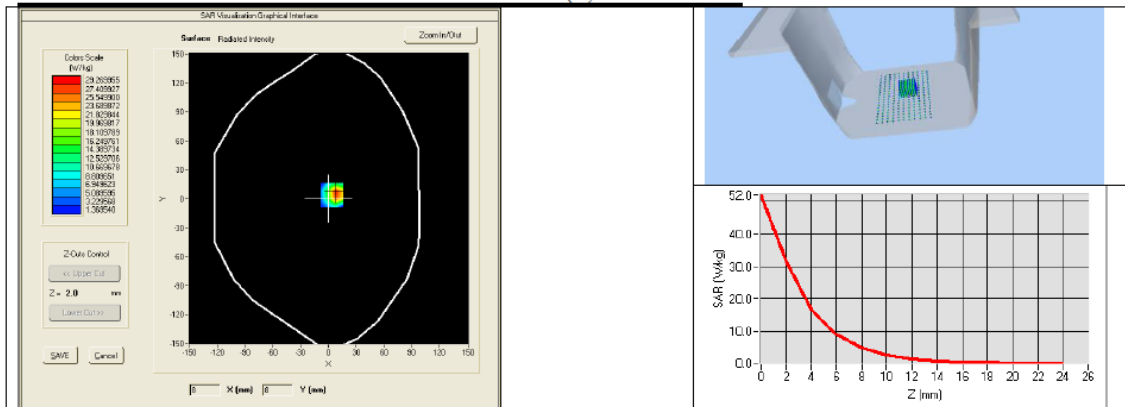 SAR Visualisation Graphical Interface
Surface Radiated Intensity
Zoom In/Out
Colors Scale
(W/kg)
29.269955
27.409927
25.549900
23.689872
21.829844
19.969817
18.109789
16.249761
14.389734
12.529706
10.669678
8.809651
6.949623
5.089595
3.229568
1.369540
150
120
90
60
30
0
-30
-60
-90
-120
-150
Y
-150 -120 -90 -60 -30 0 30 60 90 120 150
X
Z-Cuts Control
<< Upper Cut
Z = 2.0 mm
Lower Cut >>
SAVE Cancel
8 X (mm) 8 Y (mm)
52.0
40.0
30.0
20.0
10.0
0.0
SAR (W/kg)
0 2 4 6 8 10 12 14 16 18 20 22 24 26
Z (mm)